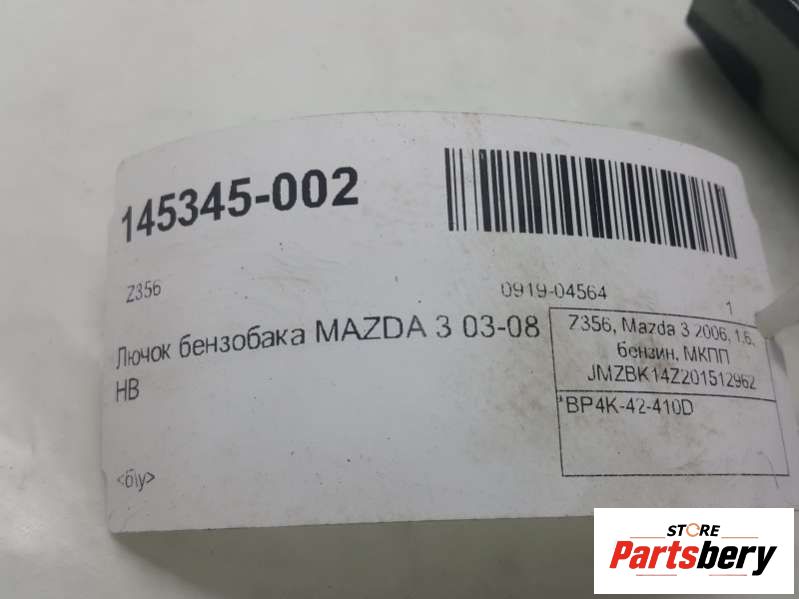 145345-002
Z356
0919-04564
1
Лючок бензобака MAZDA 3 03-08
HB
Z356, Mazda 3 2006, 1.6,
бензин, МКПП
JMZBK14Z201512962
*BP4K-42-410D
<б\у>
STORE
Partsbery